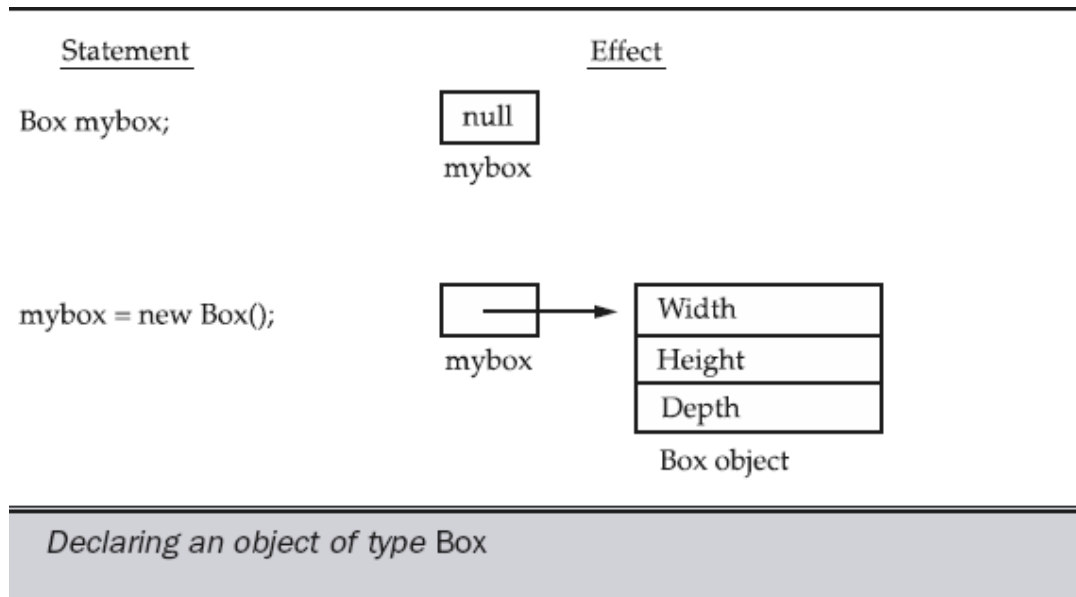 Statement Effect
Box mybox; null
mybox
mybox = new Box(); Width
mybox Height
Depth
Box object
Declaring an object of type Box